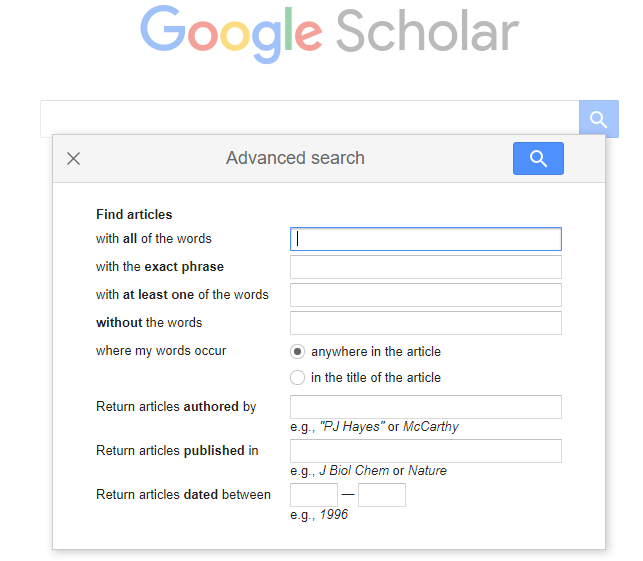 Google Scholar
Advanced search
Find articles
with all of the words
with the exact phrase
with at least one of the words
without the words
where my words occur
anywhere in the article
in the title of the article
Return articles authored by
e.g., "PJ Hayes" or McCarthy
Return articles published in
e.g., J Biol Chem or Nature
Return articles dated between
—
e.g., 1996